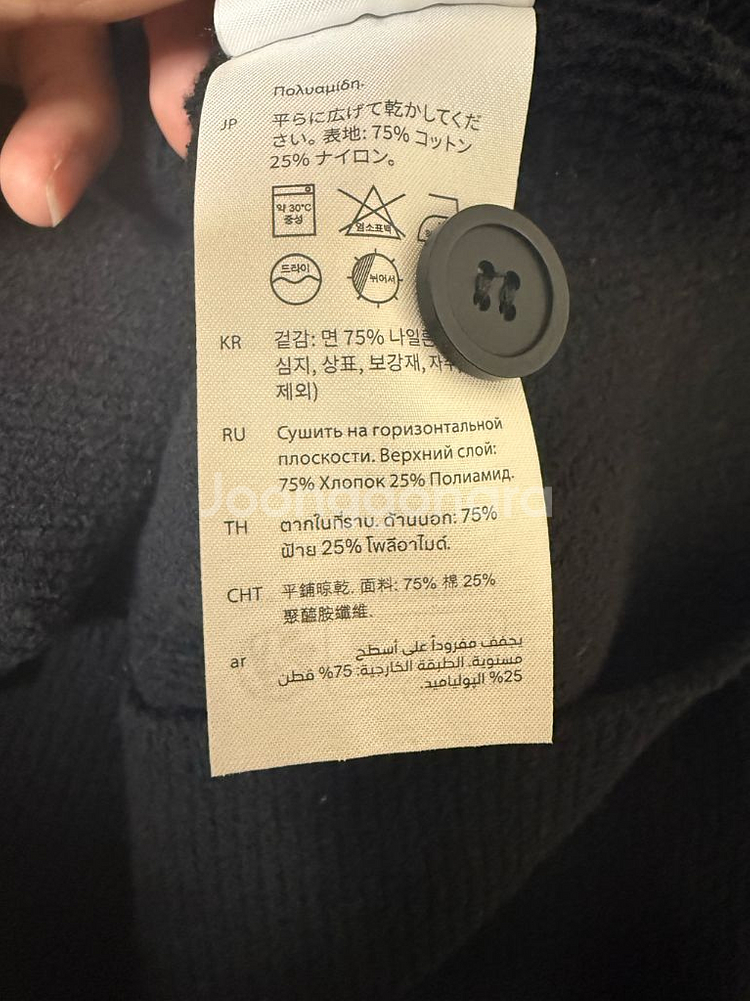 Πολυαμίδη.
JP 平らに広げて乾かしてくだ
さい。表地: 75% コットン
25% ナイロン。
약 30℃
중성
염소표백
드라이
뉘어서
KR 겉감: 면 75% 나일론
심지, 상표, 보강재,
제외)
RU Сушить на горизонтальной
плоскости. Верхний слой:
75% Хлопок 25% Полиамид.
Joongonara
TH ตากในที่ราบ. ด้านนอก: 75%
ฝ้าย 25% โพลีอาไมด์.
CHT 平鋪晾乾. 面料: 75% 棉 25%
聚醯胺纖維.
ar يجفف مفروداً على أسطح
مستوية. الطبقة الخارجية: 75% قطن
25% البولياميد.